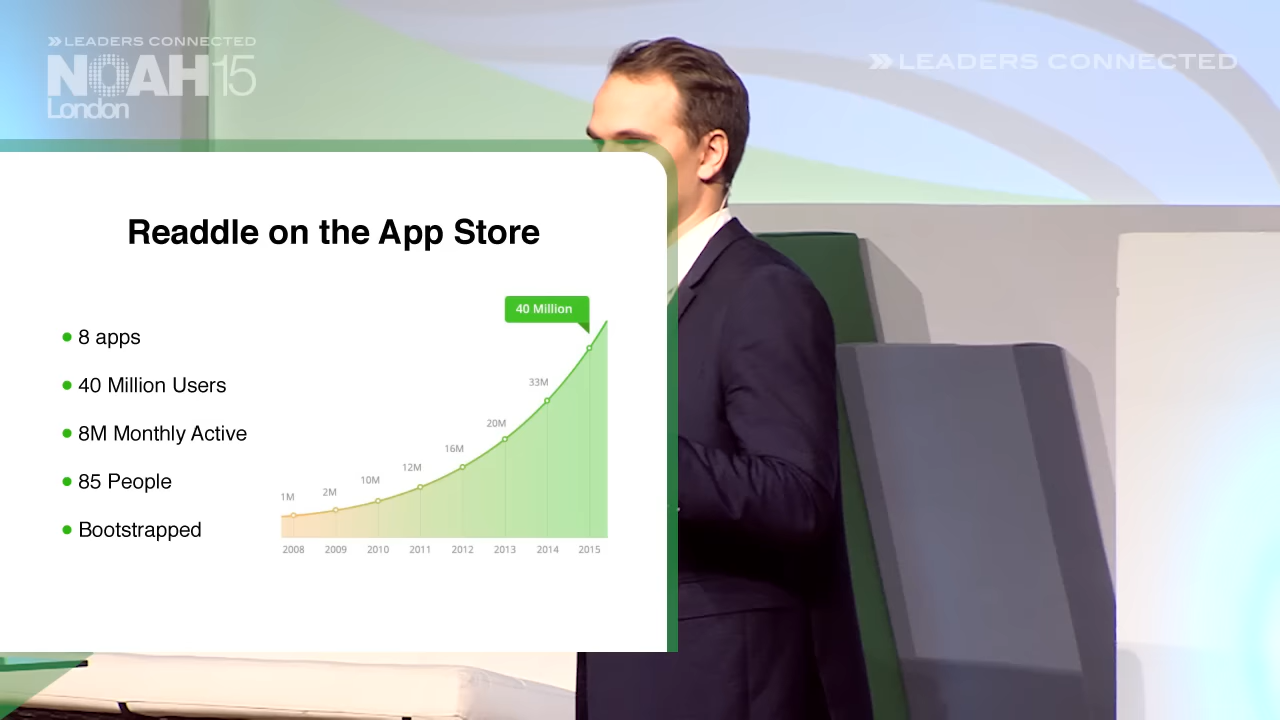 LEADERS CONNECTED
NOAH15
London
LEADERS CONNECTED
Readdle on the App Store
8 apps
40 Million Users
8M Monthly Active
85 People
Bootstrapped
40 Million
33M
20M
16M
12M
10M
2M
1M
2008 2009 2010 2011 2012 2013 2014 2015